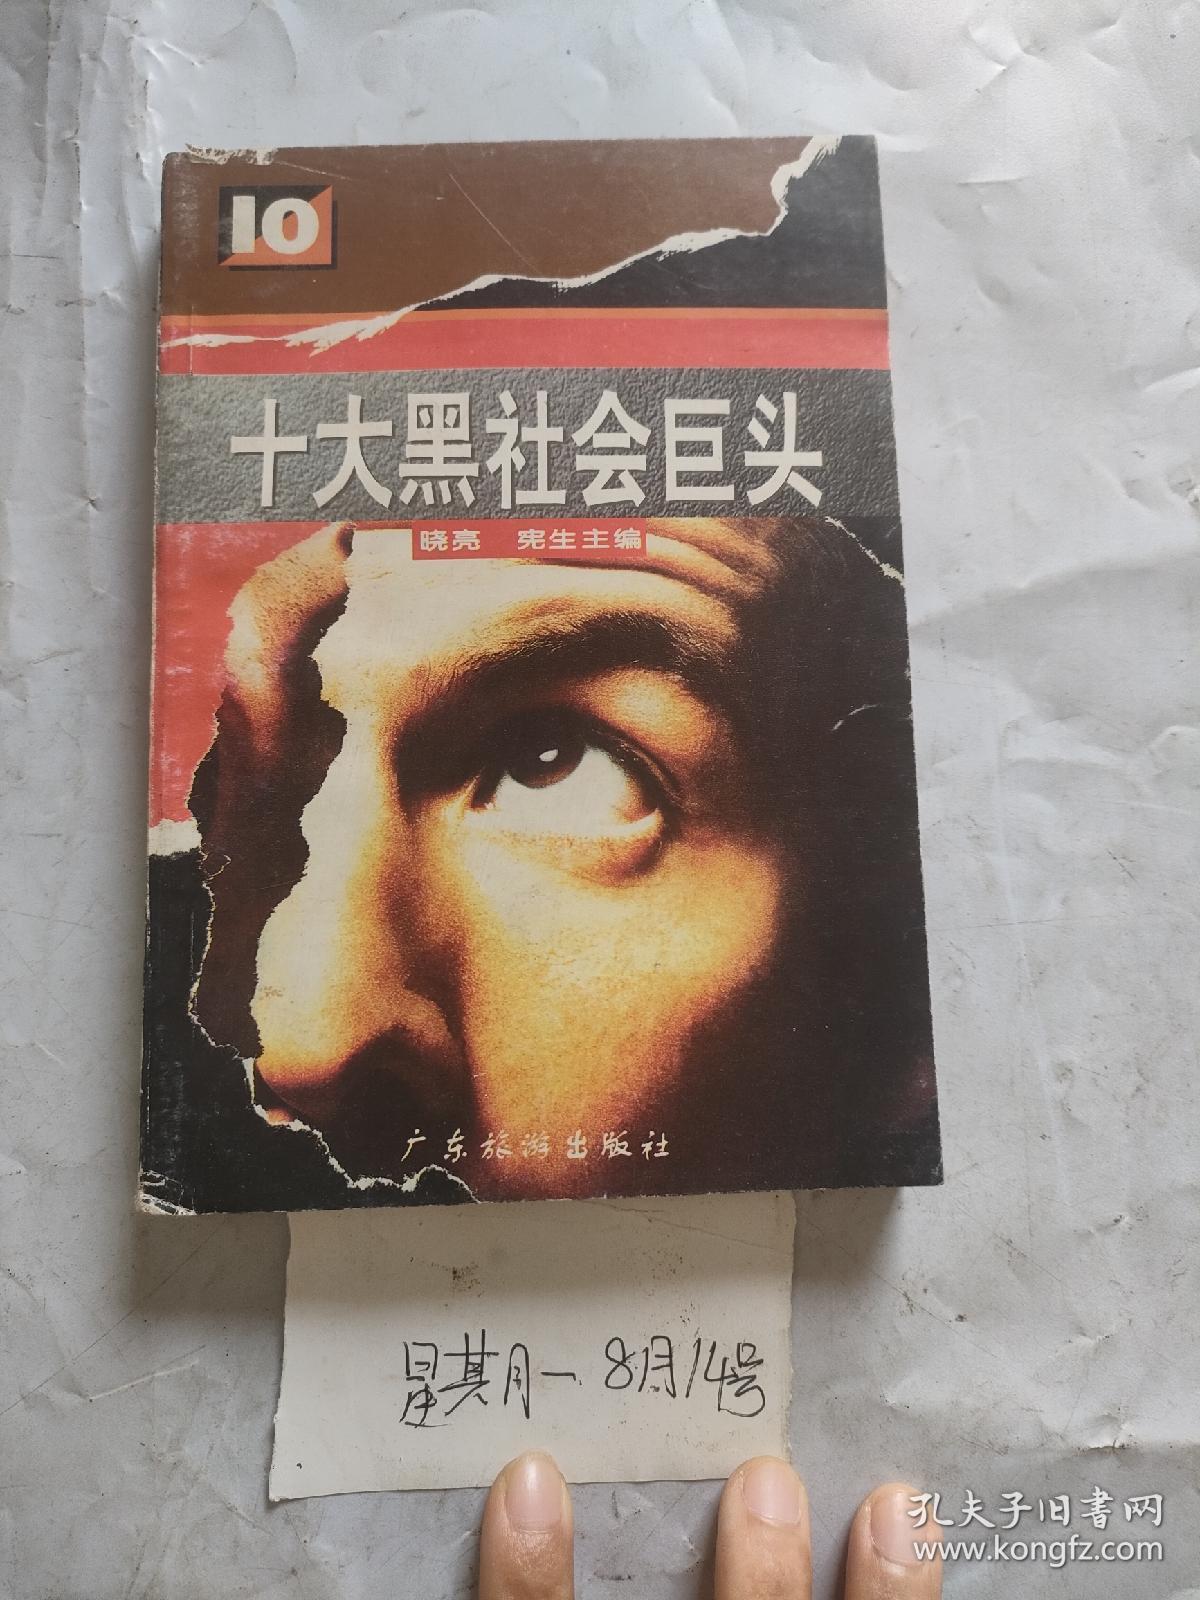 10
十大黑社会巨头
晓亮 宪生主编
广东旅游出版社
星期一 8月14号
孔夫子旧书网
www.kongfz.com